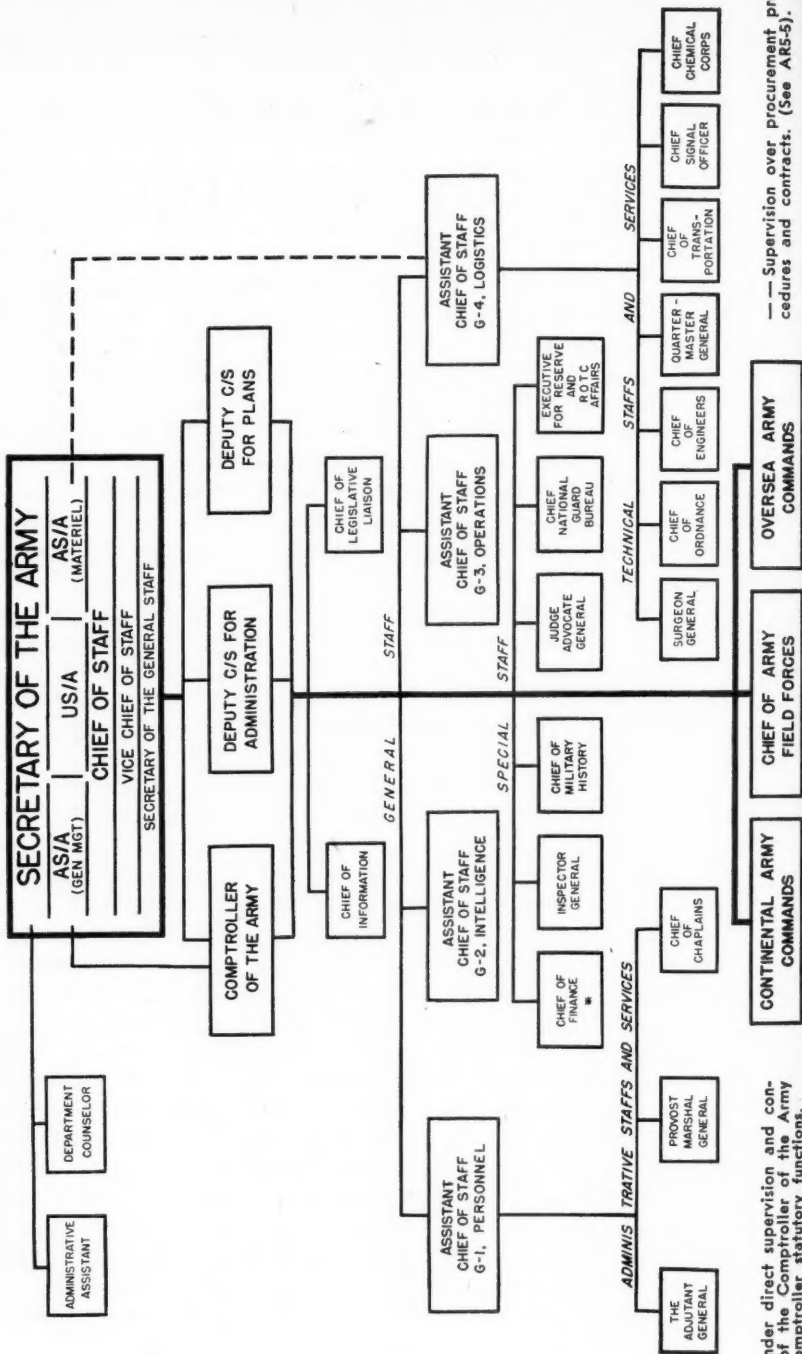 SECRETARY OF THE ARMY
AS/A
(GEN MGT)
US/A
AS/A
(MATERIEL)
CHIEF OF STAFF
VICE CHIEF OF STAFF
SECRETARY OF THE GENERAL STAFF
ADMINISTRATIVE
ASSISTANT
DEPARTMENT
COUNSELOR
COMPTROLLER
OF THE ARMY
DEPUTY C/S FOR
ADMINISTRATION
DEPUTY C/S
FOR PLANS
CHIEF OF
INFORMATION
CHIEF OF
LEGISLATIVE
LIAISON
GENERAL STAFF
ASSISTANT
CHIEF OF STAFF
G-1, PERSONNEL
ASSISTANT
CHIEF OF STAFF
G-2, INTELLIGENCE
ASSISTANT
CHIEF OF STAFF
G-3, OPERATIONS
ASSISTANT
CHIEF OF STAFF
G-4, LOGISTICS
SPECIAL STAFF
CHIEF OF
FINANCE
*
INSPECTOR
GENERAL
CHIEF OF
MILITARY
HISTORY
JUDGE
ADVOCATE
GENERAL
CHIEF
NATIONAL
GUARD
BUREAU
EXECUTIVE
FOR RESERVE
AND
ROTC
AFFAIRS
ADMINIS TRATIVE STAFFS AND SERVICES
THE
ADJUTANT
GENERAL
PROVOST
MARSHAL
GENERAL
CHIEF
OF
CHAPLAINS
TECHNICAL STAFFS AND SERVICES
SURGEON
GENERAL
CHIEF
OF
ORDNANCE
CHIEF
OF
ENGINEERS
QUARTER-
MASTER
GENERAL
CHIEF
OF
TRANS-
PORTATION
CHIEF
SIGNAL
OFFICER
CHIEF
CHEMICAL
CORPS
CONTINENTAL ARMY
COMMANDS
CHIEF OF ARMY
FIELD FORCES
OVERSEA ARMY
COMMANDS
nder direct supervision and con-
of the Comptroller of the Army
omptroller statutory functions.
—— Supervision over procurement pr
cedures and contracts. (See AR5-5).